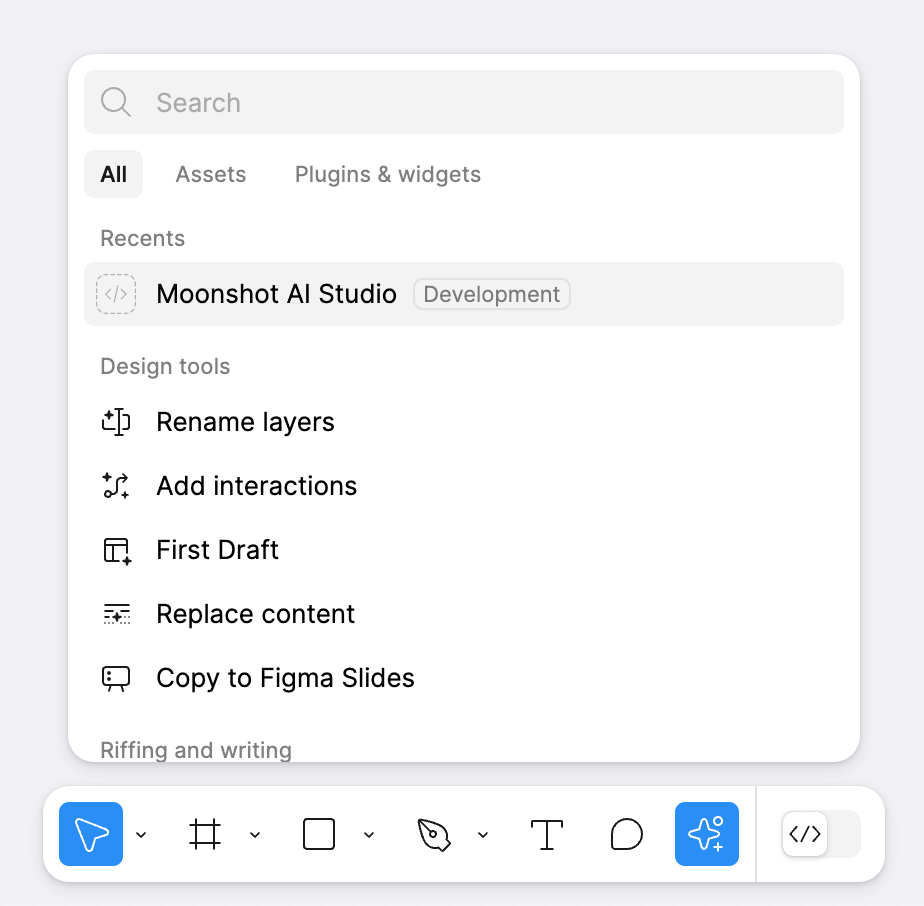 Search
All Assets Plugins & widgets
Recents
</> Moonshot AI Studio Development
Design tools
Rename layers
Add interactions
First Draft
Replace content
Copy to Figma Slides
Riffing and writing
</>